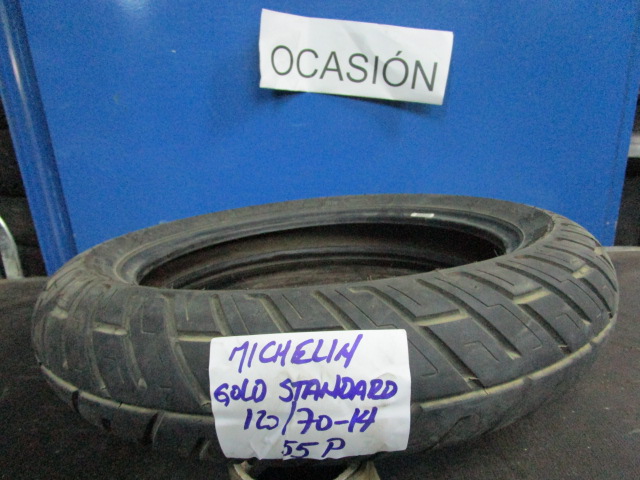 OCASIÓN
MICHELIN
GOLD STANDARD
120/70-14
55 P